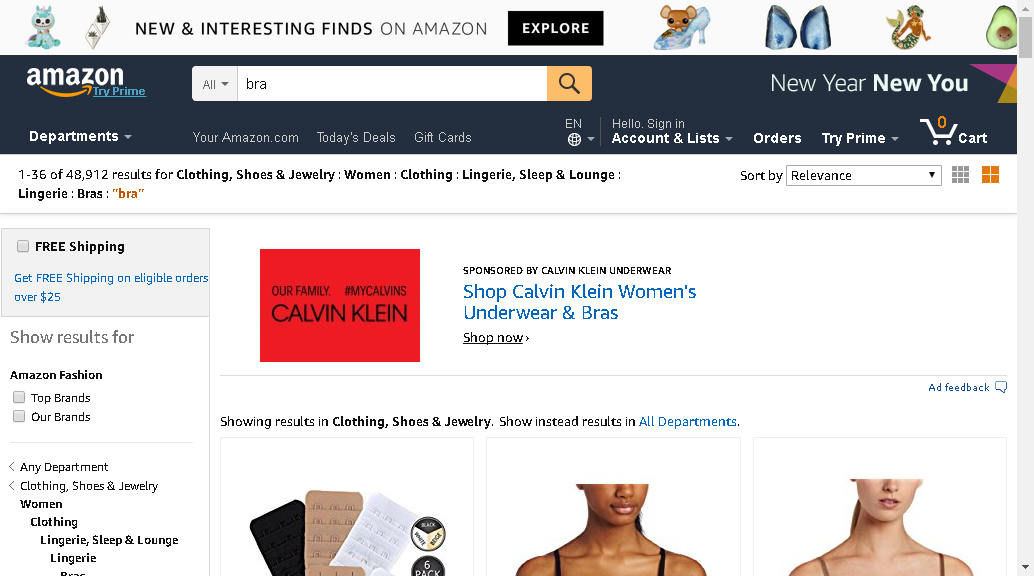 NEW & INTERESTING FINDS ON AMAZON EXPLORE
amazon
Try Prime
All
bra
New Year New You
Departments
Your Amazon.com Today's Deals Gift Cards
EN
Hello. Sign in
Account & Lists
Orders
Try Prime
0
Cart
1-36 of 48,912 results for Clothing, Shoes & Jewelry : Women : Clothing : Lingerie, Sleep & Lounge :
Lingerie : Bras : "bra"
Sort by Relevance
FREE Shipping
Get FREE Shipping on eligible orders
over $25
Show results for
Amazon Fashion
Top Brands
Our Brands
Any Department
Clothing, Shoes & Jewelry
Women
Clothing
Lingerie, Sleep & Lounge
Lingerie
Bras
OUR FAMILY. #MYCALVINS
CALVIN KLEIN
SPONSORED BY CALVIN KLEIN UNDERWEAR
Shop Calvin Klein Women's
Underwear & Bras
Shop now ›
Ad feedback
Showing results in Clothing, Shoes & Jewelry. Show instead results in All Departments.
BLACK
WHITE
BEIGE
6
PACK